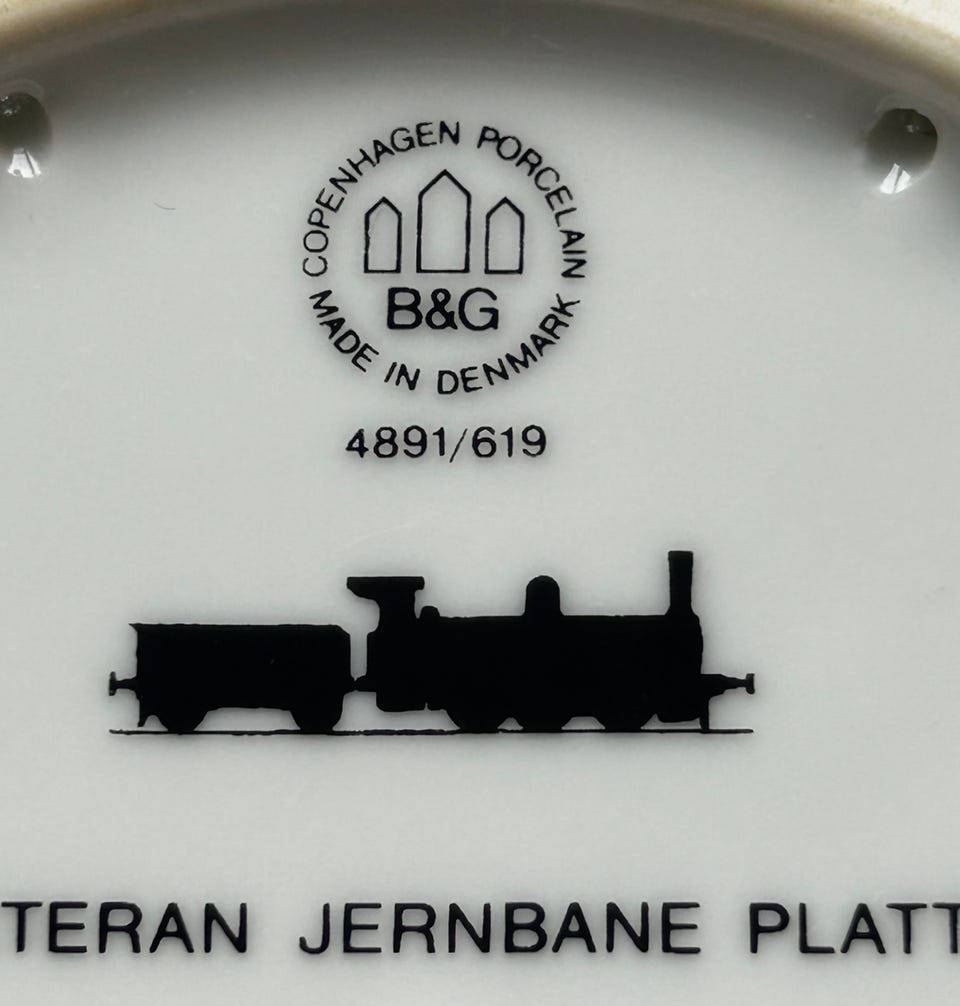 COPENHAGEN PORCELAIN
B&G
MADE IN DENMARK
4891/619
TERAN JERNBANE PLATT